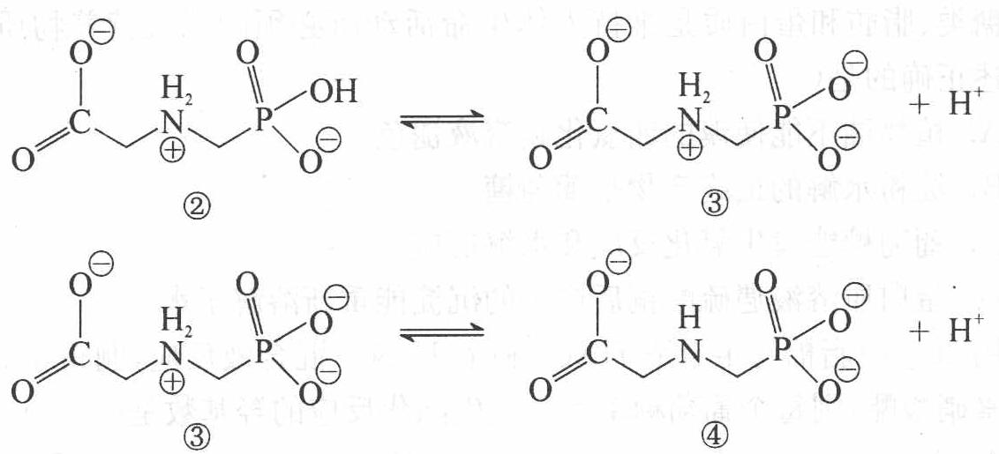 O⊖ H₂ O OH O⊖ H₂ O O⊖
C N⊕ P ⇌ C N⊕ P + H⁺
O O⊖ O O⊖
② ③
O⊖ H₂ O O⊖ O⊖ H O O⊖
C N⊕ P ⇌ C N P + H⁺
O O⊖ O O⊖
③ ④